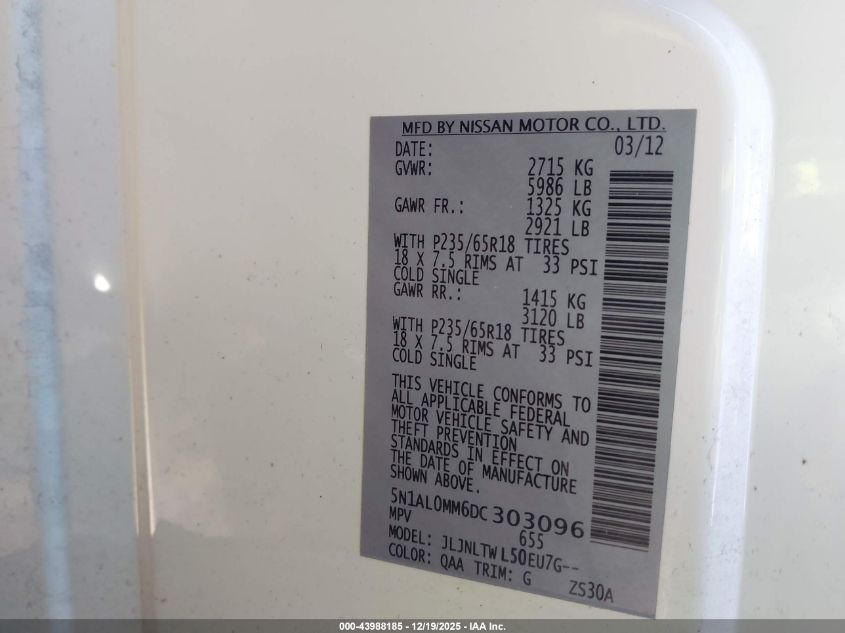 MFD BY NISSAN MOTOR CO., LTD.
DATE: 03/12
GVWR: 2715 KG
5986 LB
GAWR FR.: 1325 KG
2921 LB
WITH P235/65R18 TIRES
18 X 7.5 RIMS AT 33 PSI
COLD SINGLE
GAWR RR.: 1415 KG
3120 LB
WITH P235/65R18 TIRES
18 X 7.5 RIMS AT 33 PSI
COLD SINGLE
THIS VEHICLE CONFORMS TO
ALL APPLICABLE FEDERAL
MOTOR VEHICLE SAFETY AND
THEFT PREVENTION
STANDARDS IN EFFECT ON
THE DATE OF MANUFACTURE
SHOWN ABOVE.
5N1AL0MM6DC303096
MPV 655
MODEL: JLJNLTWL50EU7G--
COLOR: QAA TRIM: G ZS30A
000-43988185 - 12/19/2025 - IAA Inc.